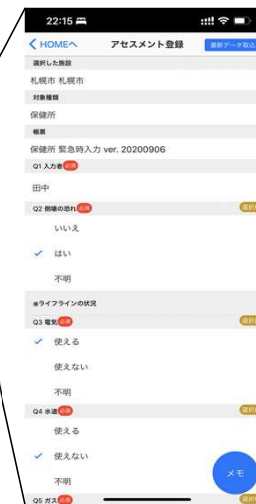 22:15
HOMEへ
アセスメント登録
最新データ取込
選択した施設
札幌市 札幌市
対象種類
保健所
帳票
保健所 緊急時入力 ver. 20200906
Q1 入力者 必須
田中
Q2 倒壊の恐れ 必須
選択
いいえ
はい
不明
※ライフラインの状況
Q3 電気 必須
選択
使える
使えない
不明
Q4 水道 必須
選択
使える
使えない
不明
メモ
Q5 ガス 必須
選択